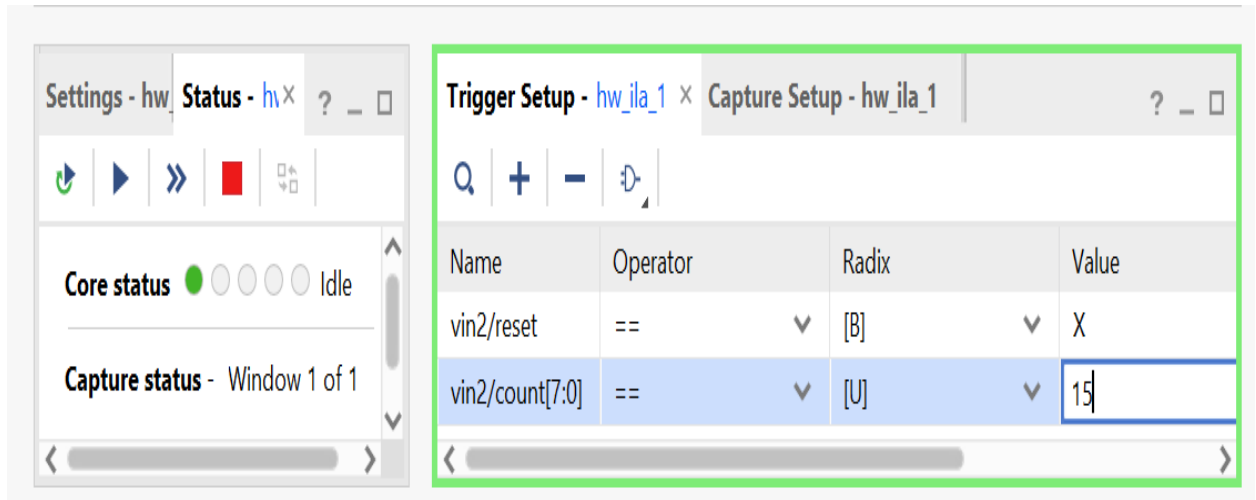 Settings - hw_ Status - hw
Core status Idle
Capture status - Window 1 of 1
Trigger Setup - hw_ila_1 Capture Setup - hw_ila_1
Name Operator Radix Value
vin2/reset == [B] X
vin2/count[7:0] == [U] 15